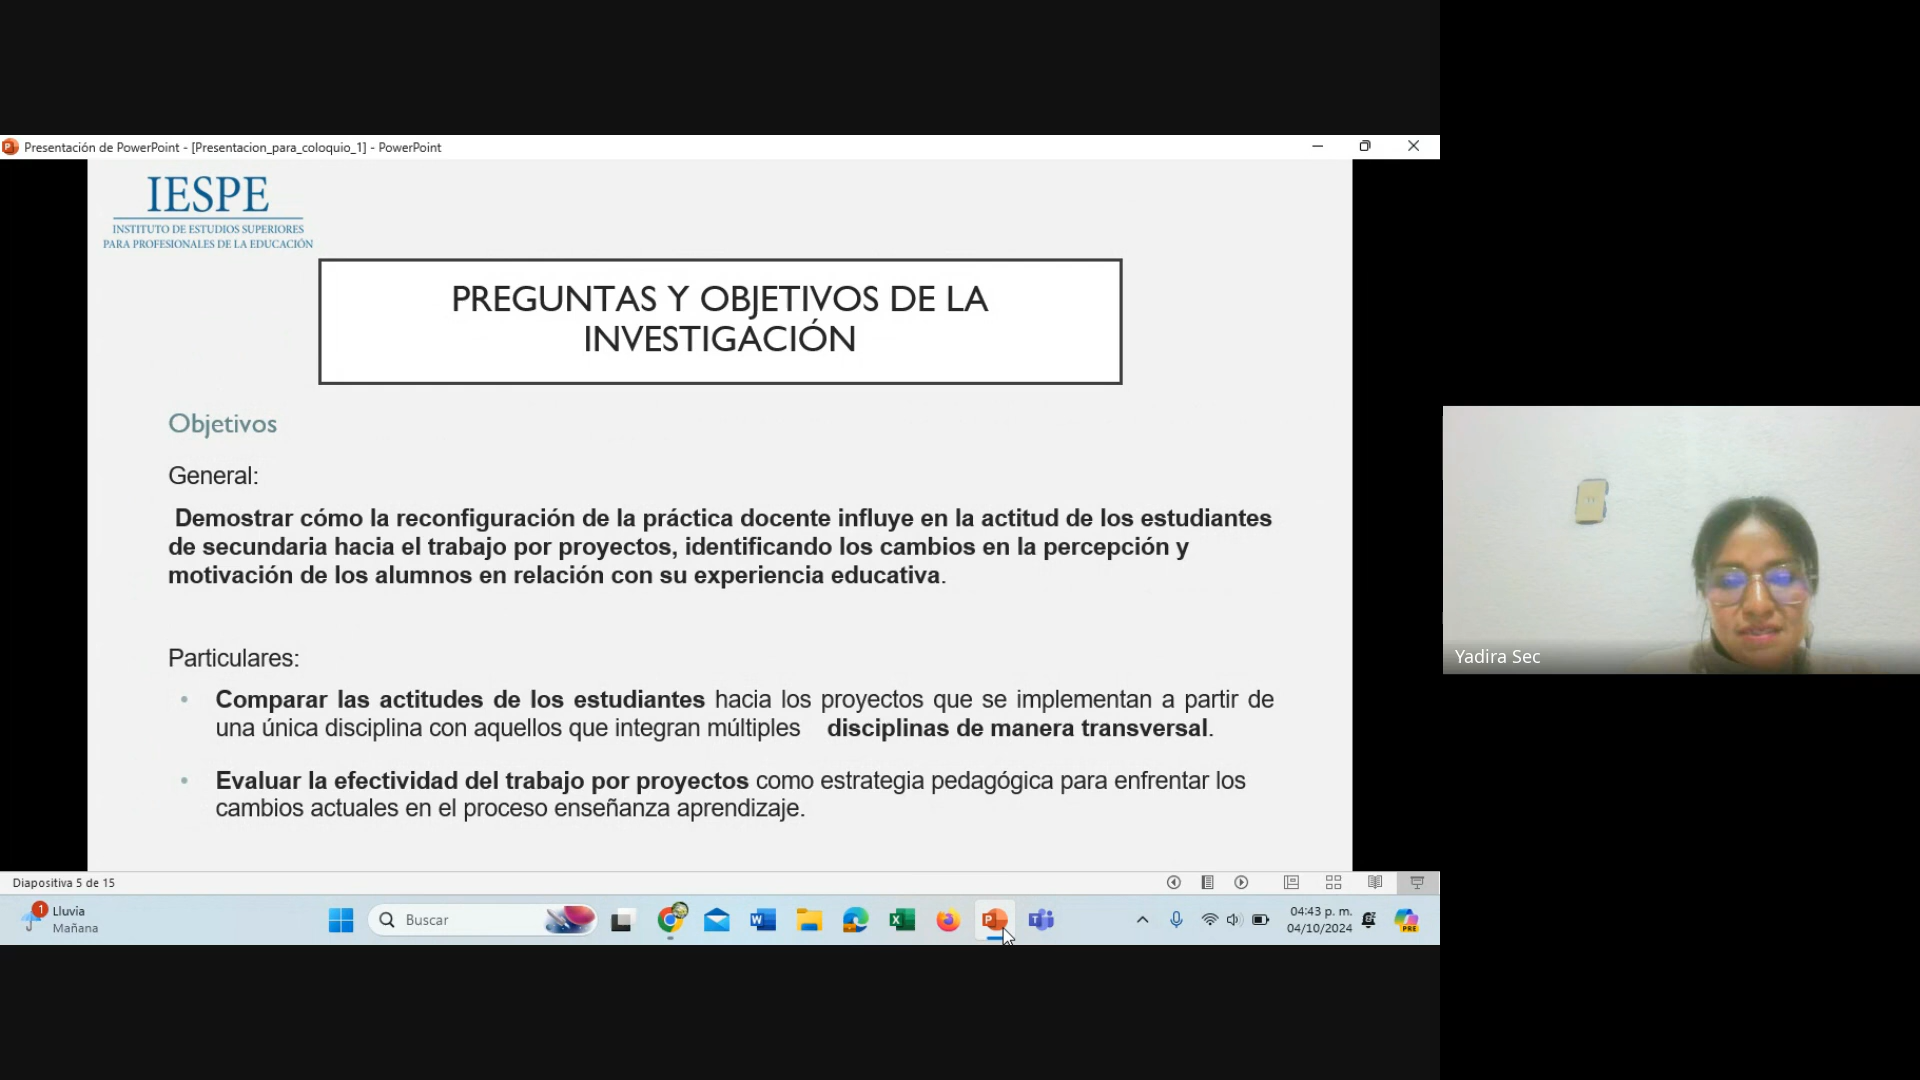 Presentación de PowerPoint - [Presentacion_para_coloquio_1] - PowerPoint
IESPE
INSTITUTO DE ESTUDIOS SUPERIORES
PARA PROFESIONALES DE LA EDUCACIÓN
PREGUNTAS Y OBJETIVOS DE LA
INVESTIGACIÓN
Objetivos
General:
Demostrar cómo la reconfiguración de la práctica docente influye en la actitud de los estudiantes
de secundaria hacia el trabajo por proyectos, identificando los cambios en la percepción y
motivación de los alumnos en relación con su experiencia educativa.
Particulares:
• Comparar las actitudes de los estudiantes hacia los proyectos que se implementan a partir de
una única disciplina con aquellos que integran múltiples disciplinas de manera transversal.
• Evaluar la efectividad del trabajo por proyectos como estrategia pedagógica para enfrentar los
cambios actuales en el proceso enseñanza aprendizaje.
Yadira Sec
Diapositiva 5 de 15
1
Lluvia
Mañana
Buscar
04:43 p. m.
04/10/2024
PRE